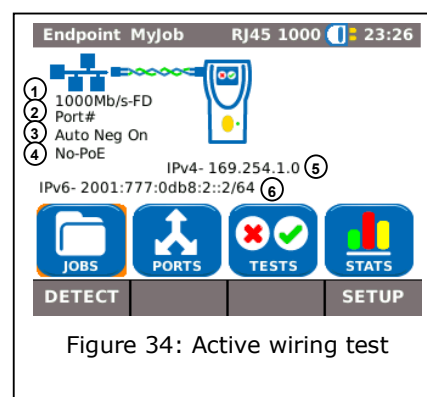 Endpoint MyJob RJ45 1000 23:26
1 1000Mb/s-FD
2 Port#
3 Auto Neg On
4 No-PoE
IPv4- 169.254.1.0 5
IPv6- 2001:777:0db8:2::2/64 6
JOBS PORTS TESTS STATS
DETECT SETUP
Figure 34: Active wiring test